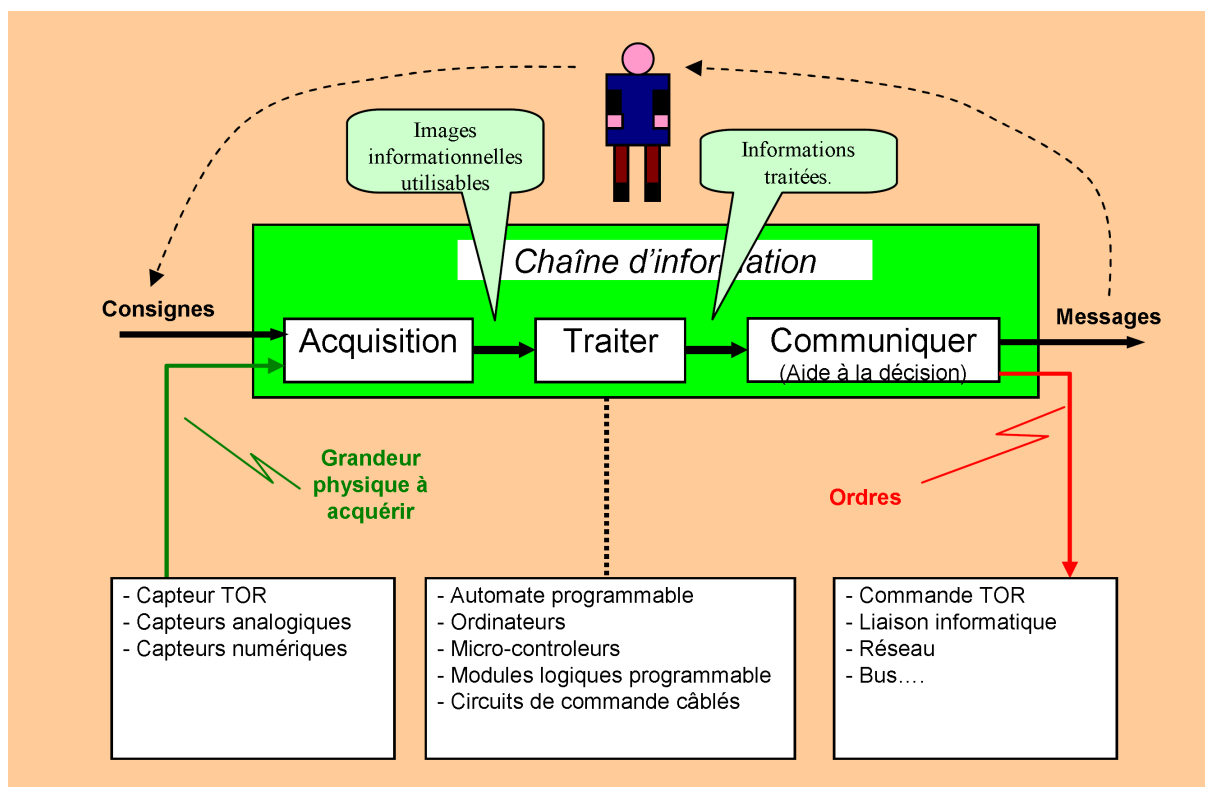 Images
informationnelles
utilisables
Informations
traitées.
Chaîne d’information
Consignes
Messages
Acquisition
Traiter
Communiquer
(Aide à la décision)
Grandeur
physique à
acquérir
Ordres
- Capteur TOR
- Capteurs analogiques
- Capteurs numériques
- Automate programmable
- Ordinateurs
- Micro-controleurs
- Modules logiques programmable
- Circuits de commande câblés
- Commande TOR
- Liaison informatique
- Réseau
- Bus….